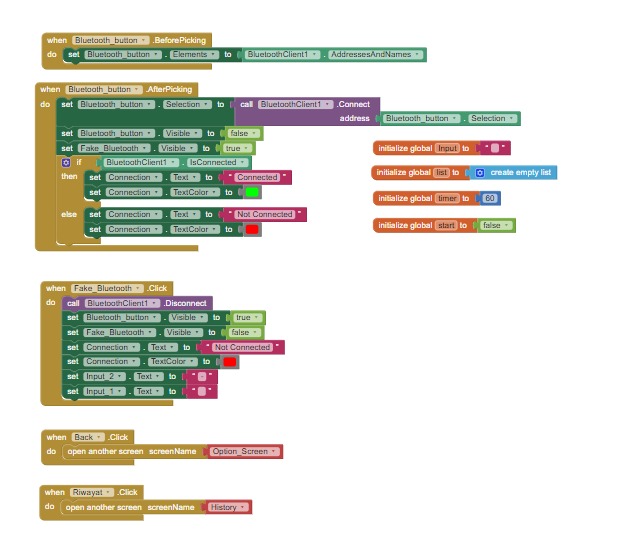 when Bluetooth_button .BeforePicking
do set Bluetooth_button . Elements to BluetoothClient1 . AddressesAndNames
when Bluetooth_button .AfterPicking
do set Bluetooth_button . Selection to call BluetoothClient1 .Connect
address Bluetooth_button . Selection
set Bluetooth_button . Visible to false
set Fake_Bluetooth . Visible to true
if BluetoothClient1 . IsConnected
then set Connection . Text to " Connected "
set Connection . TextColor to
else set Connection . Text to " Not Connected "
set Connection . TextColor to
initialize global Input to " "
initialize global list to create empty list
initialize global timer to 60
initialize global start to false
when Fake_Bluetooth .Click
do call BluetoothClient1 .Disconnect
set Bluetooth_button . Visible to true
set Fake_Bluetooth . Visible to false
set Connection . Text to " Not Connected "
set Connection . TextColor to
set Input_2 . Text to " - "
set Input_1 . Text to " "
when Back .Click
do open another screen screenName Option_Screen
when Riwayat .Click
do open another screen screenName History